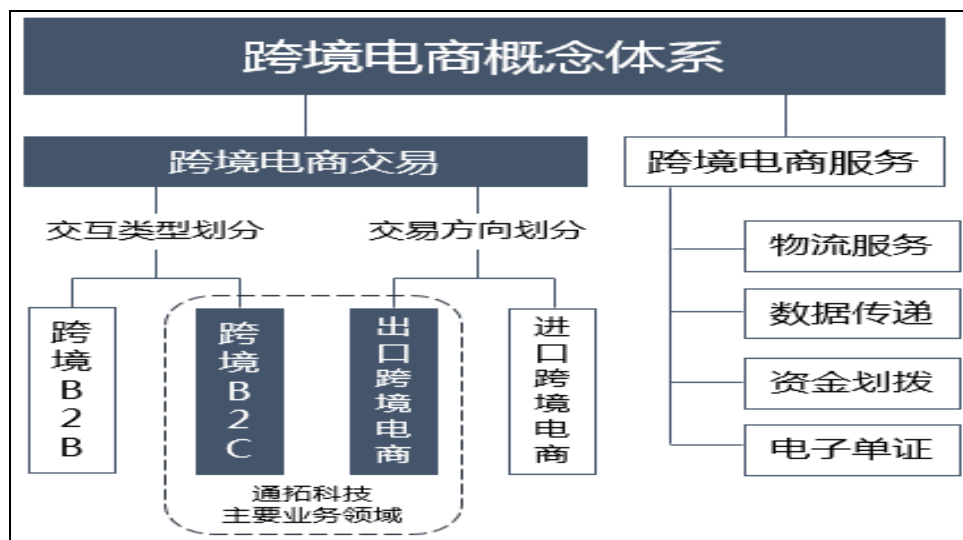 跨境电商概念体系
跨境电商交易
跨境电商服务
交互类型划分
交易方向划分
物流服务
数据传递
资金划拨
电子单证
跨境B2B
跨境B2C
出口跨境电商
进口跨境电商
通拓科技
主要业务领域